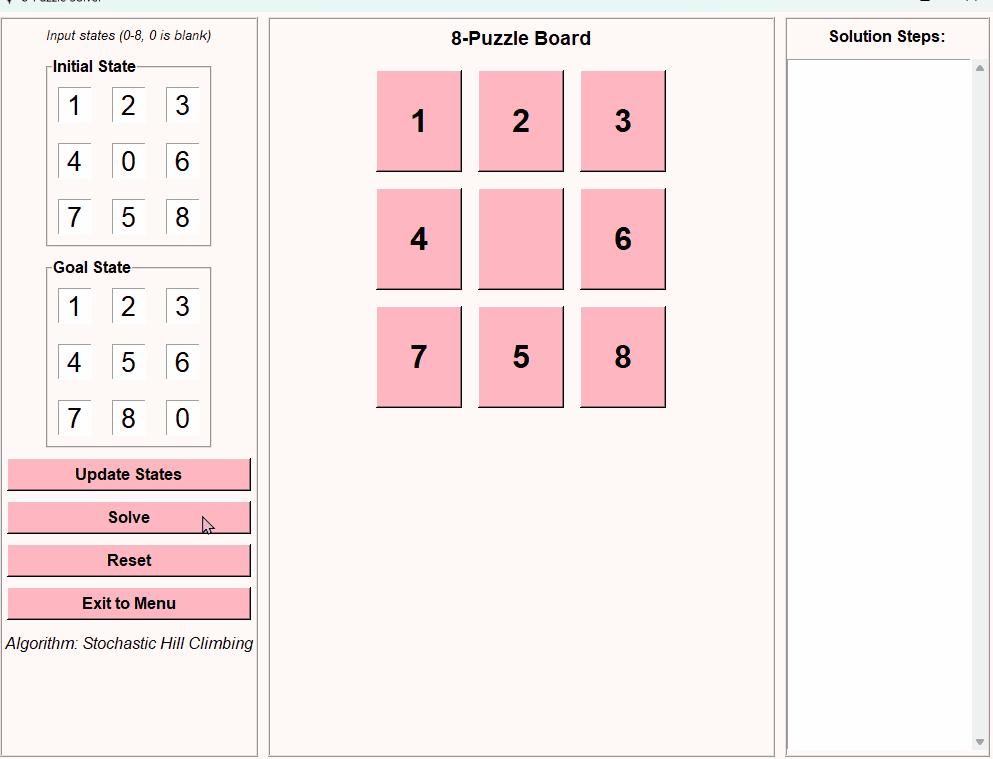 Input states (0-8, 0 is blank)
Initial State
1 2 3
4 0 6
7 5 8
Goal State
1 2 3
4 5 6
7 8 0
Update States
Solve
Reset
Exit to Menu
Algorithm: Stochastic Hill Climbing
8-Puzzle Board
1 2 3
4 6
7 5 8
Solution Steps: